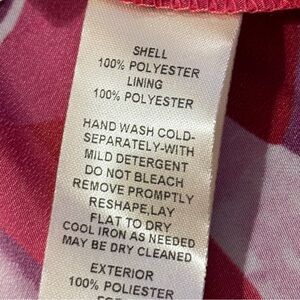 SHELL
100% POLYESTER
LINING
100% POLYESTER
HAND WASH COLD-
SEPARATELY-WITH
MILD DETERGENT
DO NOT BLEACH
REMOVE PROMPTLY
RESHAPE,LAY
FLAT TO DRY
COOL IRON AS NEEDED
MAY BE DRY CLEANED
EXTERIOR
100% POLIESTER